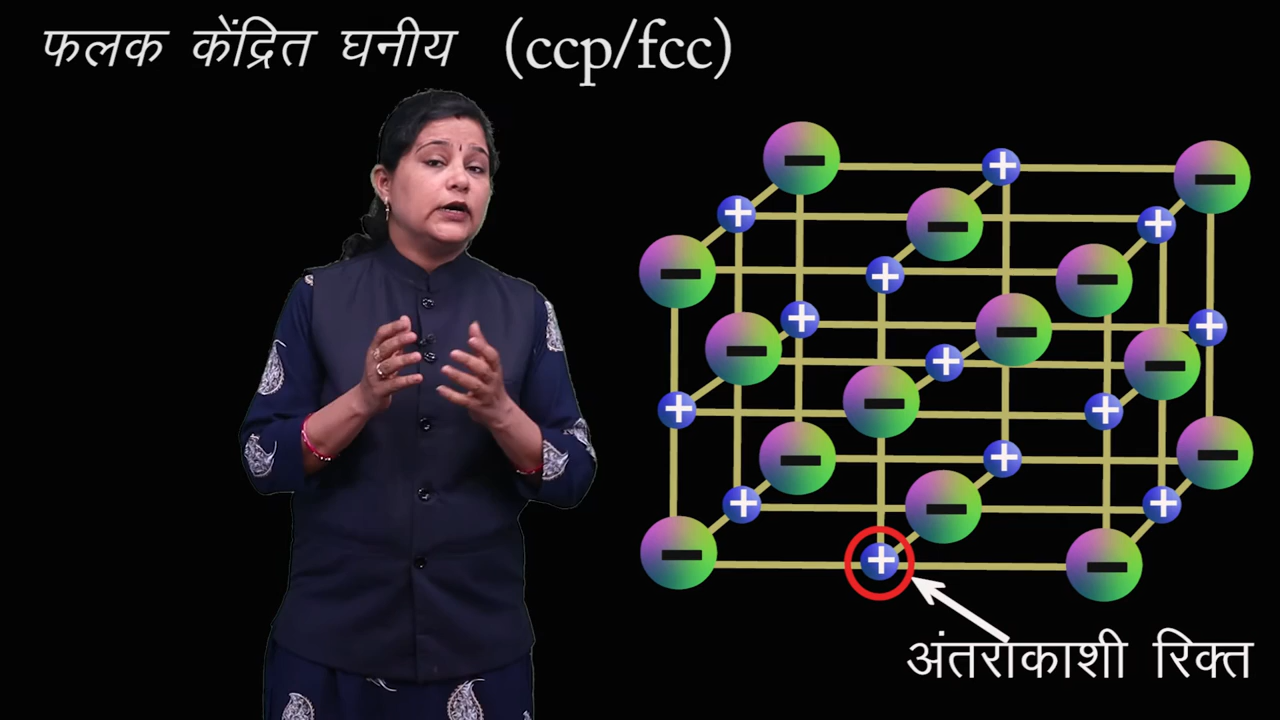 फलक केंद्रित घनीय (ccp/fcc)
अंतराकाशी रिक्त